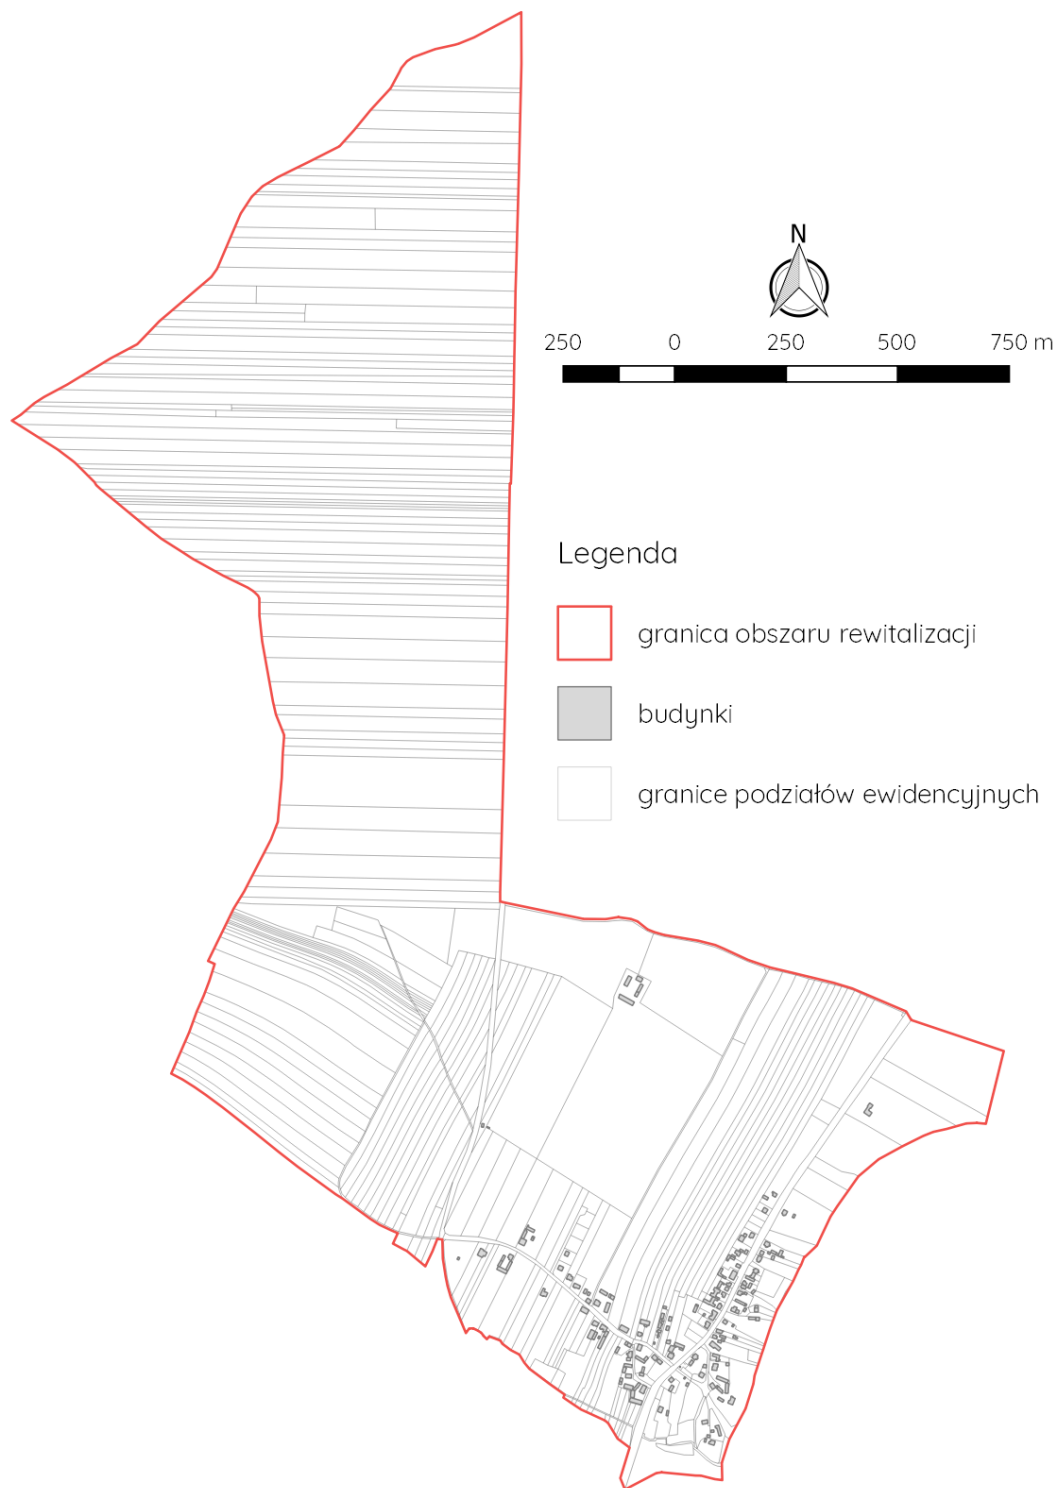 N
250 0 250 500 750 m
Legenda
granica obszaru rewitalizacji
budynki
granice podziałów ewidencyjnych